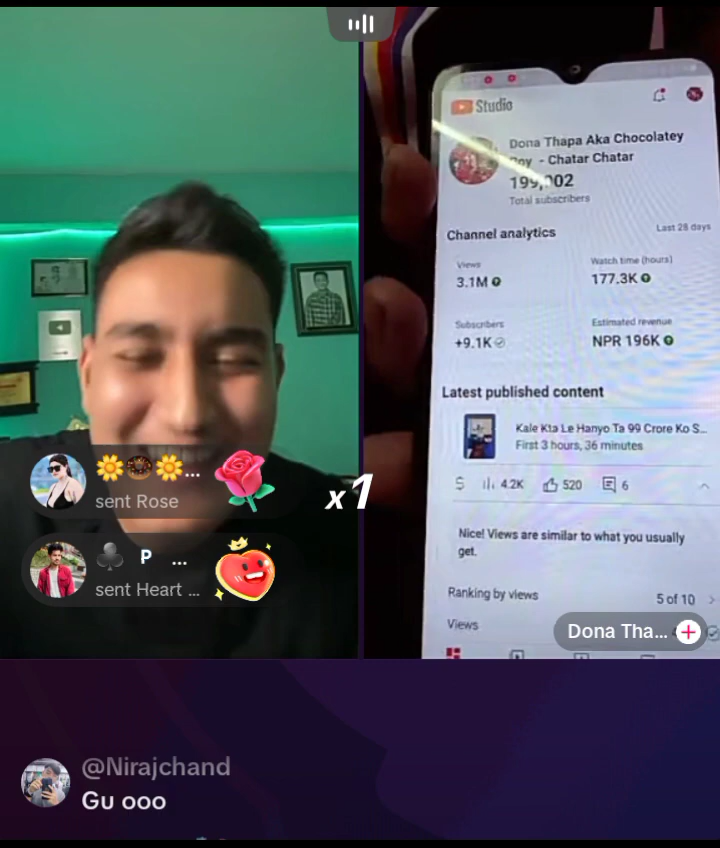 Studio
Dona Thapa Aka Chocolatey
Boy - Chatar Chatar
199,002
Total subscribers
Channel analytics
Last 28 days
Views
3.1M
Watch time (hours)
177.3K
Subscribers
+9.1K
Estimated revenue
NPR 196K
Latest published content
Kale Kta Le Hanyo Ta 99 Crore Ko S...
First 3 hours, 36 minutes
4.2K
520
6
Nice! Views are similar to what you usually
get.
Ranking by views
5 of 10
Views
Dona Tha...
...
sent Rose
x1
P ...
sent Heart ...
@Nirajchand
Gu ooo